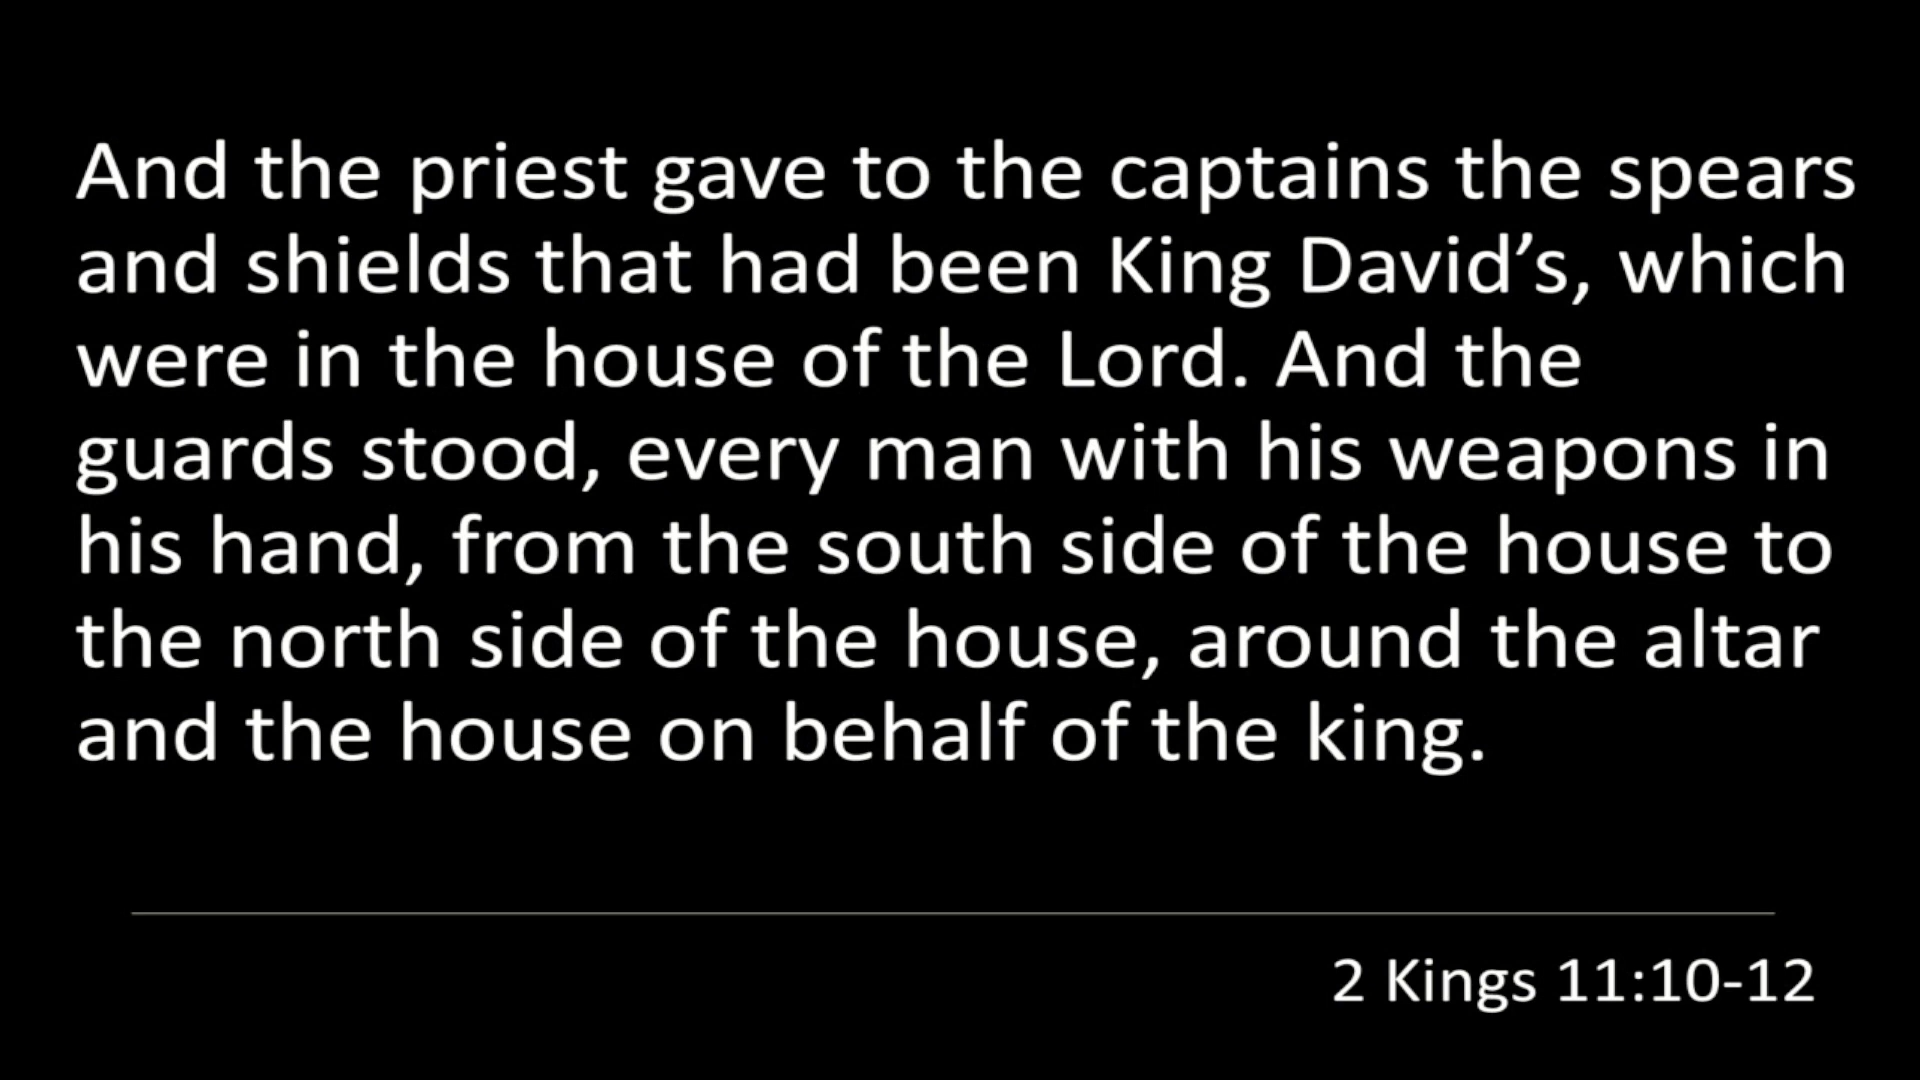 And the priest gave to the captains the spears
and shields that had been King David’s, which
were in the house of the Lord. And the
guards stood, every man with his weapons in
his hand, from the south side of the house to
the north side of the house, around the altar
and the house on behalf of the king.
2 Kings 11:10-12